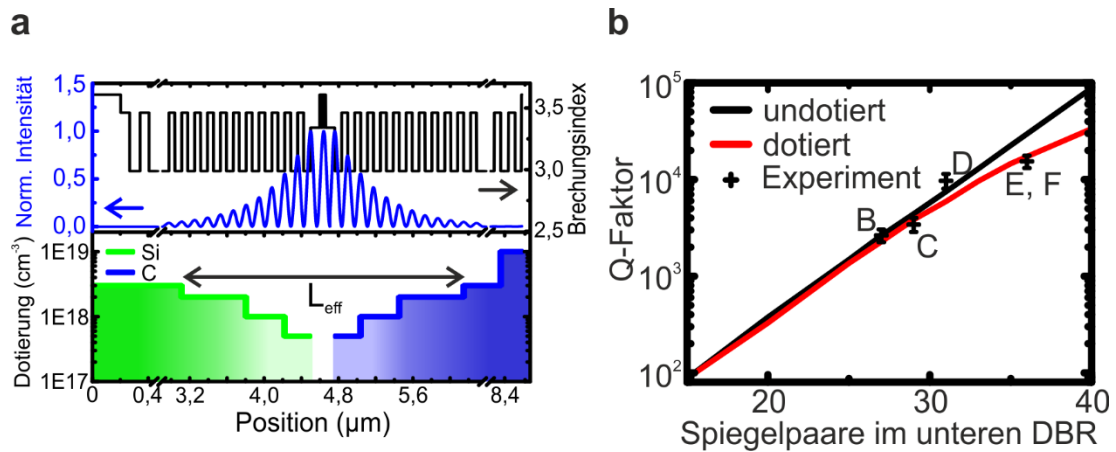 a
1,5
1,0
0,5
0,0
Norm. Intensität
3,5
3,0
2,5
Brechungsindex
1E19
1E18
1E17
Dotierung (cm⁻³)
Si
C
L_eff
0 0,4 3,2 4,0 4,8 5,6 8,4
Position (µm)
b
10⁵
10⁴
10³
10²
Q-Faktor
undotiert
dotiert
Experiment
B
C
D
E, F
20 30 40
Spiegelpaare im unteren DBR